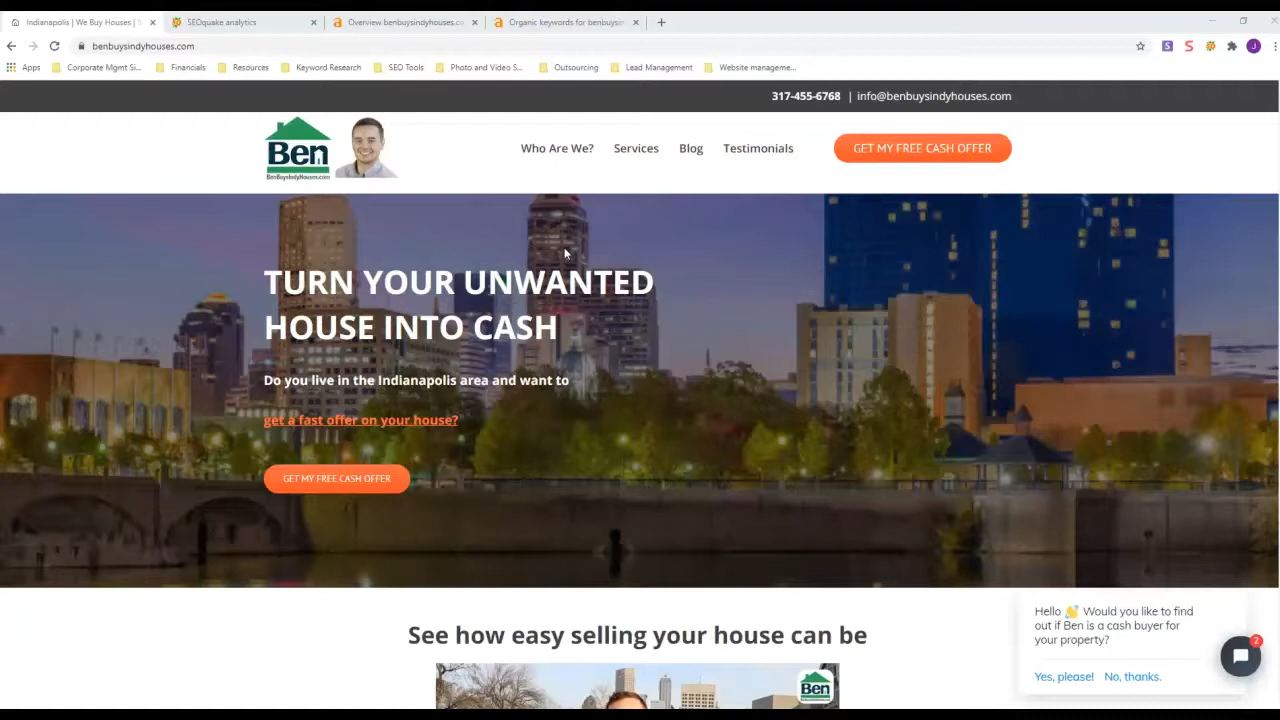 Indianapolis | We Buy Houses | S
SEOquake analytics
Overview benbuysindyhouses.co
Organic keywords for benbuysin
benbuysindyhouses.com
Apps
Corporate Mgmt Si...
Financials
Resources
Keyword Research
SEO Tools
Photo and Video S...
Outsourcing
Lead Management
Website manageme...
317-455-6768 | info@benbuysindyhouses.com
Ben
BenBuysIndyHouses.com
Who Are We?
Services
Blog
Testimonials
GET MY FREE CASH OFFER
TURN YOUR UNWANTED
HOUSE INTO CASH
Do you live in the Indianapolis area and want to
get a fast offer on your house?
GET MY FREE CASH OFFER
See how easy selling your house can be
Ben
Hello 👋 Would you like to find
out if Ben is a cash buyer for
your property?
Yes, please! No, thanks.
2